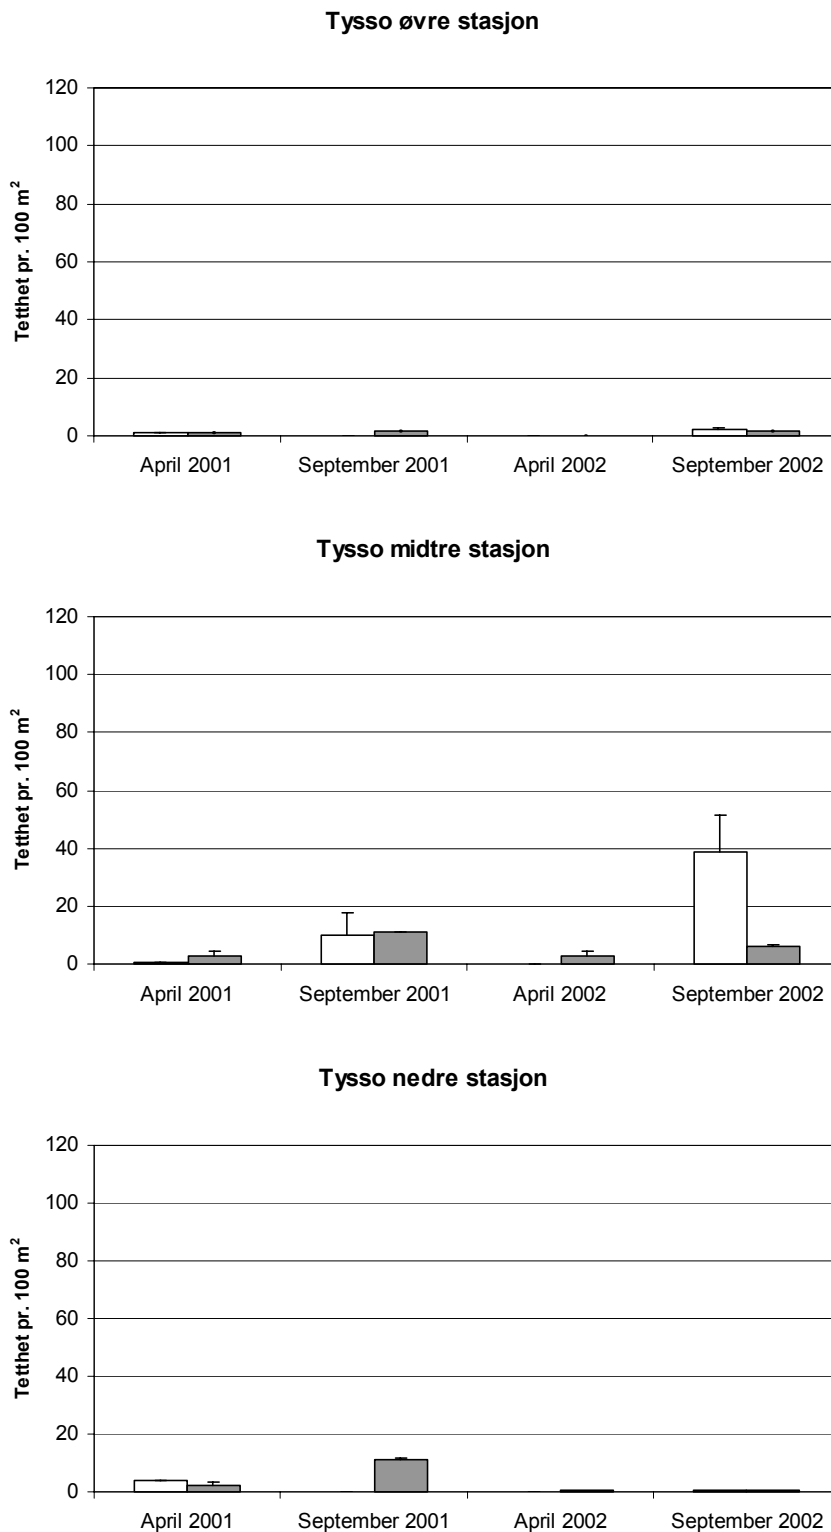 Tysso øvre stasjon
120
100
80
60
40
20
0
Tetthet pr. 100 m²
April 2001 September 2001 April 2002 September 2002
Tysso midtre stasjon
120
100
80
60
40
20
0
Tetthet pr. 100 m²
April 2001 September 2001 April 2002 September 2002
Tysso nedre stasjon
120
100
80
60
40
20
0
Tetthet pr. 100 m²
April 2001 September 2001 April 2002 September 2002